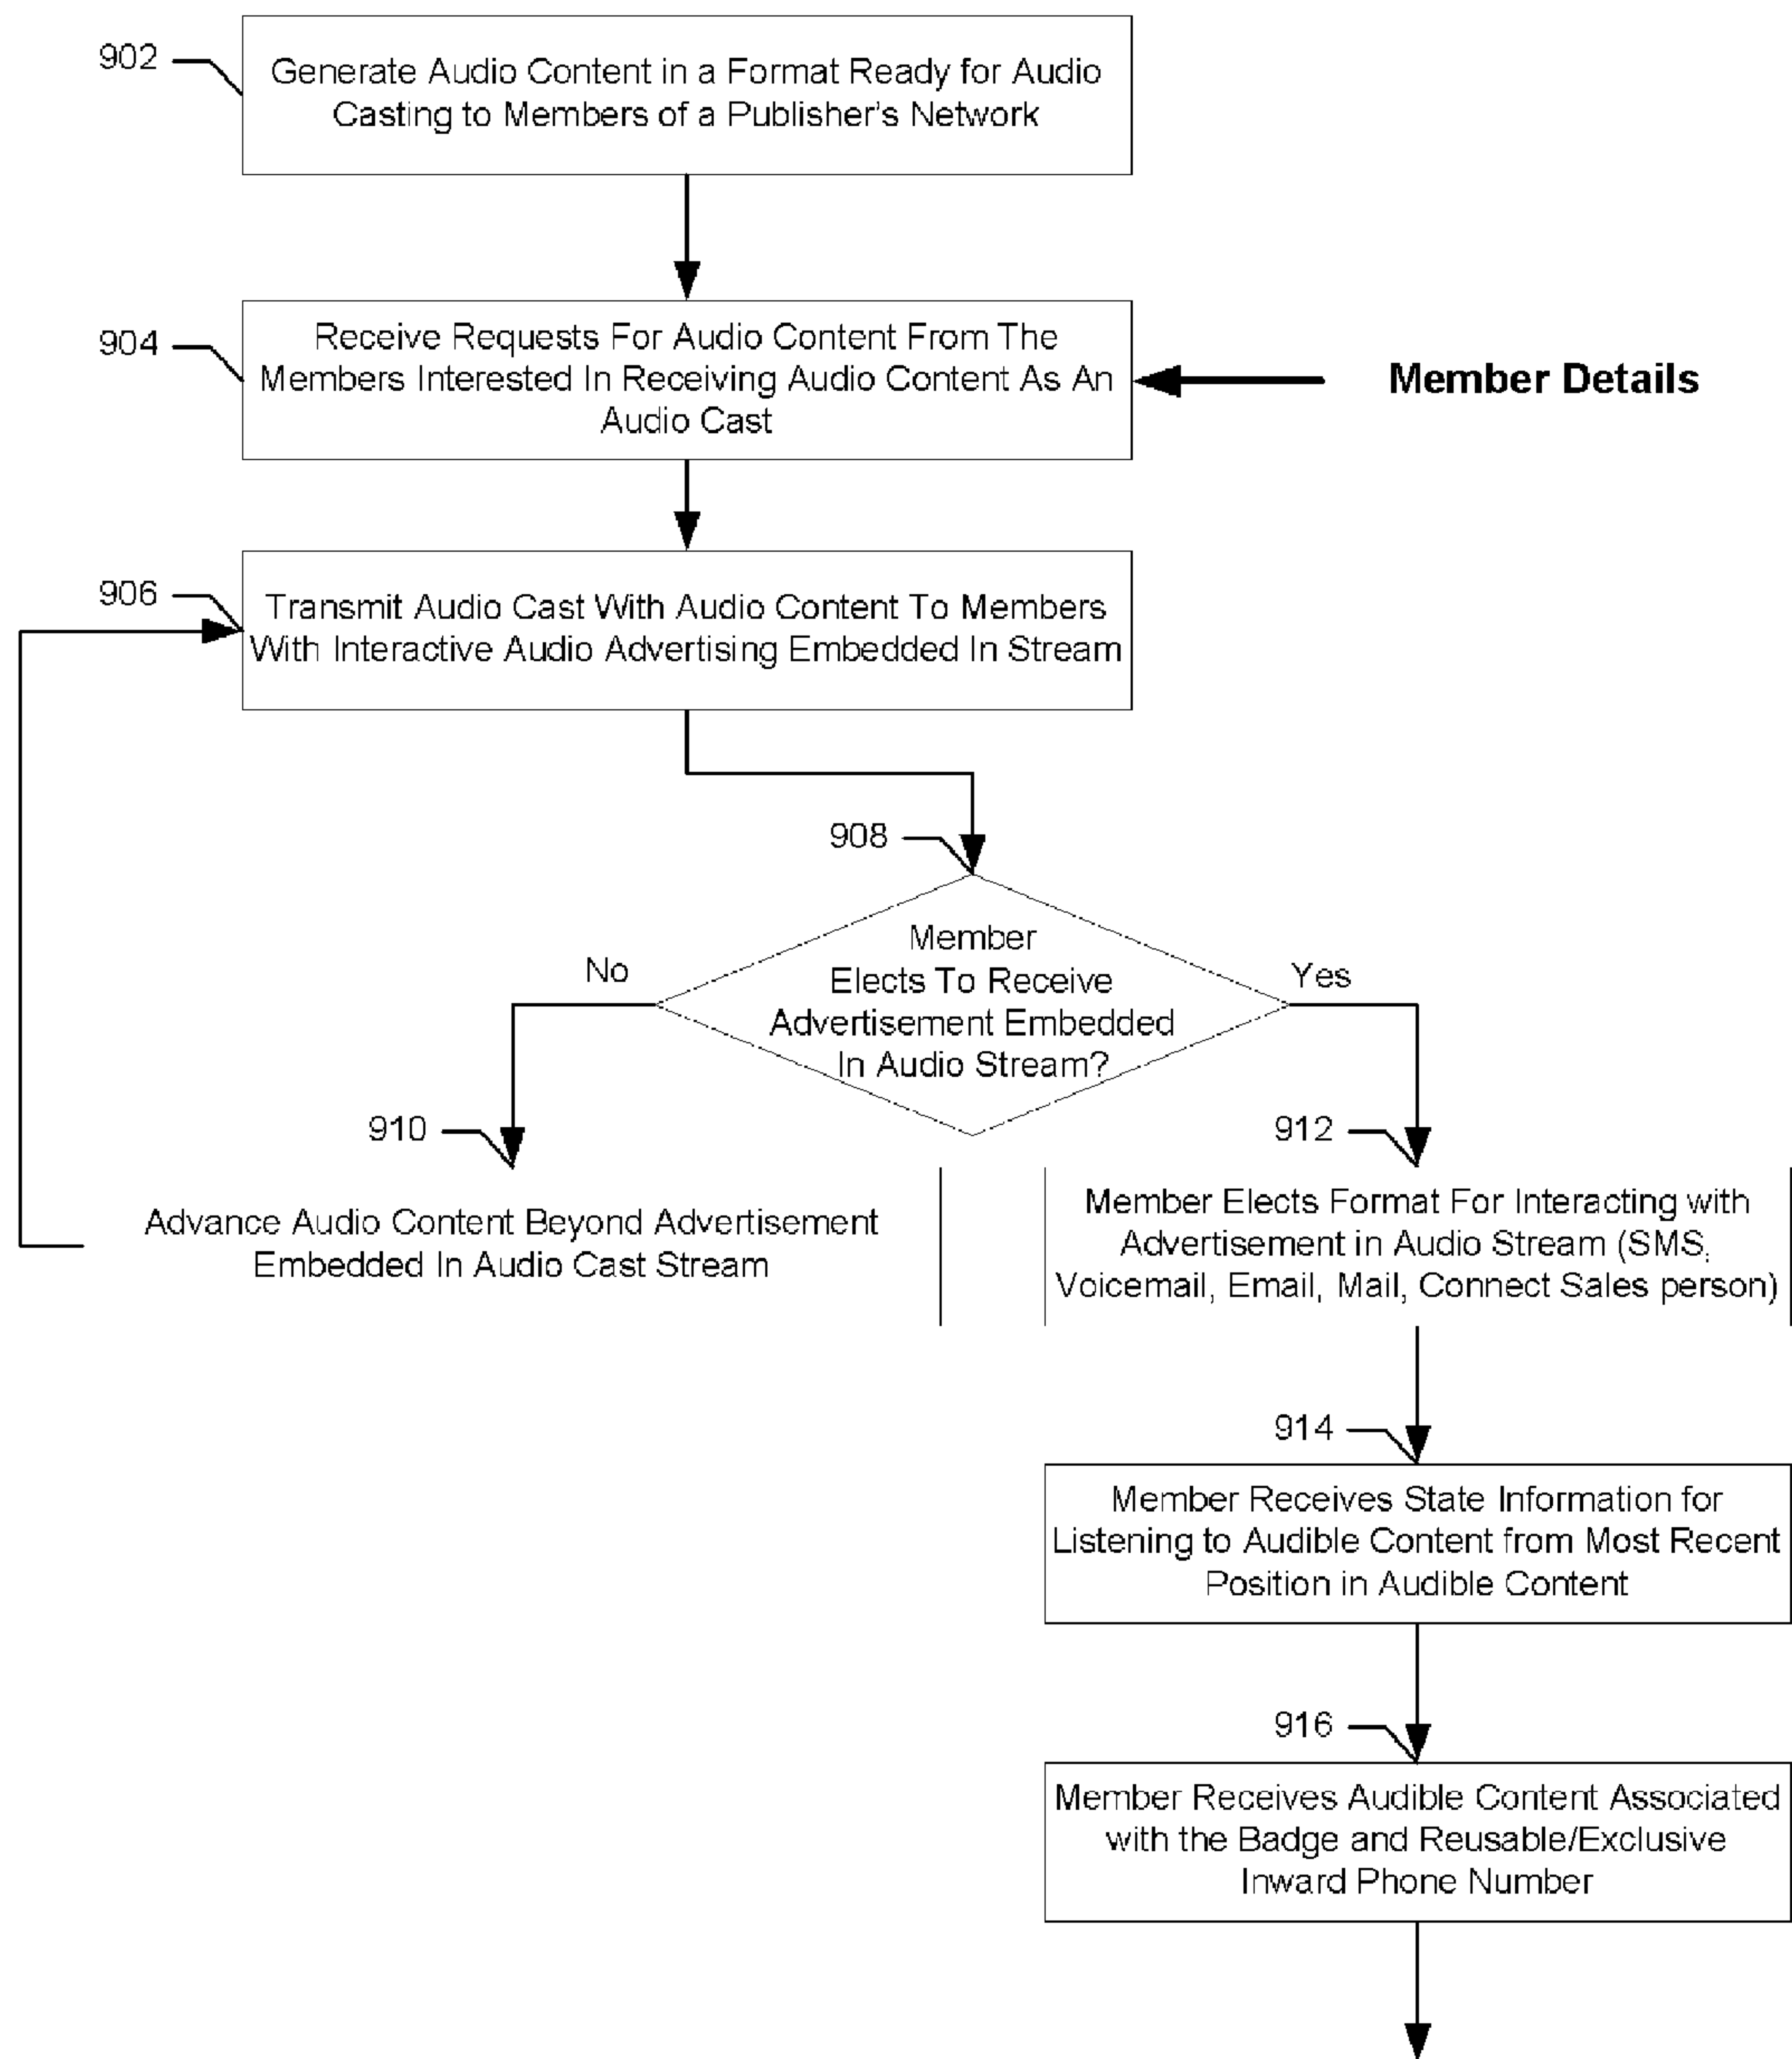 902
Generate Audio Content in a Format Ready for Audio
Casting to Members of a Publisher's Network
904
Receive Requests For Audio Content From The
Members Interested In Receiving Audio Content As An
Audio Cast
Member Details
906
Transmit Audio Cast With Audio Content To Members
With Interactive Audio Advertising Embedded In Stream
908
Member
Elects To Receive
Advertisement Embedded
In Audio Stream?
No
Yes
910
Advance Audio Content Beyond Advertisement
Embedded In Audio Cast Stream
912
Member Elects Format For Interacting with
Advertisement in Audio Stream (SMS,
Voicemail, Email, Mail, Connect Sales person)
914
Member Receives State Information for
Listening to Audible Content from Most Recent
Position in Audible Content
916
Member Receives Audible Content Associated
with the Badge and Reusable/Exclusive
Inward Phone Number